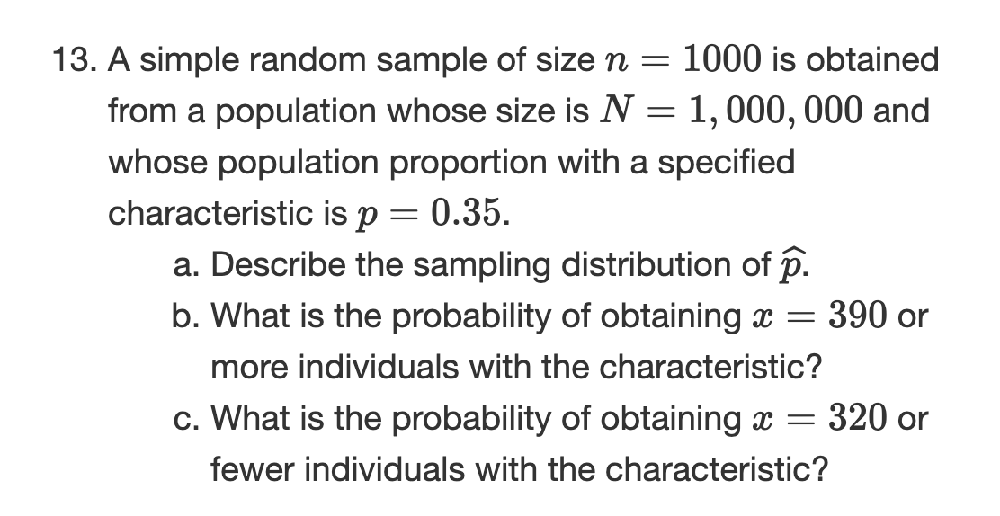 13. A simple random sample of size n = 1000 is obtained
from a population whose size is N = 1, 000, 000 and
whose population proportion with a specified
characteristic is p = 0.35.
a. Describe the sampling distribution of p̂.
b. What is the probability of obtaining x = 390 or
more individuals with the characteristic?
c. What is the probability of obtaining x = 320 or
fewer individuals with the characteristic?